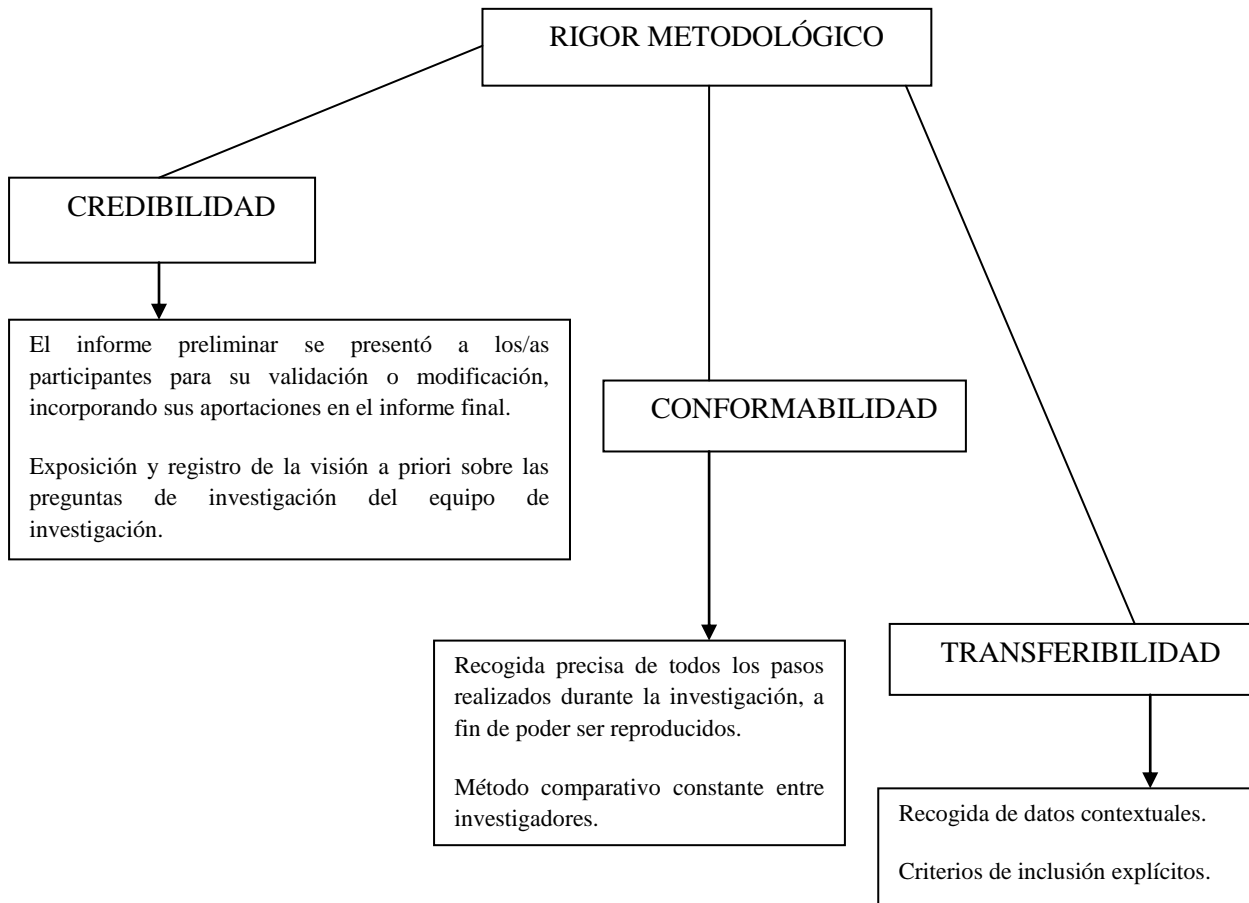 RIGOR METODOLÓGICO
CREDIBILIDAD
El informe preliminar se presentó a los/as
participantes para su validación o modificación,
incorporando sus aportaciones en el informe final.
Exposición y registro de la visión a priori sobre las
preguntas de investigación del equipo de
investigación.
CONFORMABILIDAD
Recogida precisa de todos los pasos
realizados durante la investigación, a
fin de poder ser reproducidos.
Método comparativo constante entre
investigadores.
TRANSFERIBILIDAD
Recogida de datos contextuales.
Criterios de inclusión explícitos.